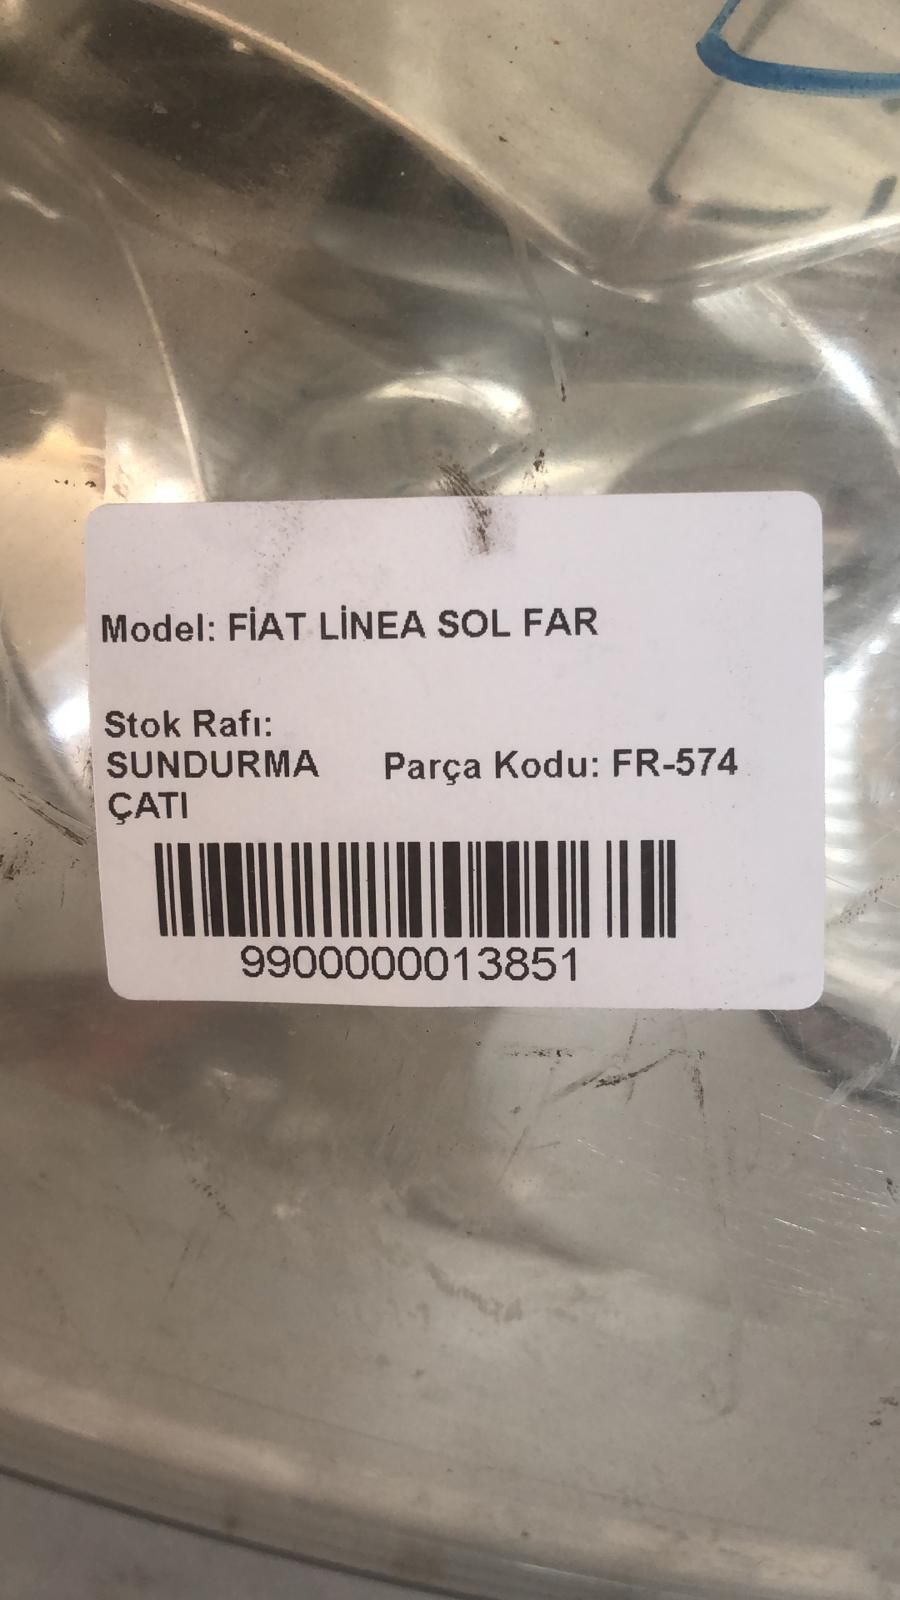 Model: FİAT LİNEA SOL FAR
Stok Rafı:
SUNDURMA Parça Kodu: FR-574
ÇATI
9900000013851